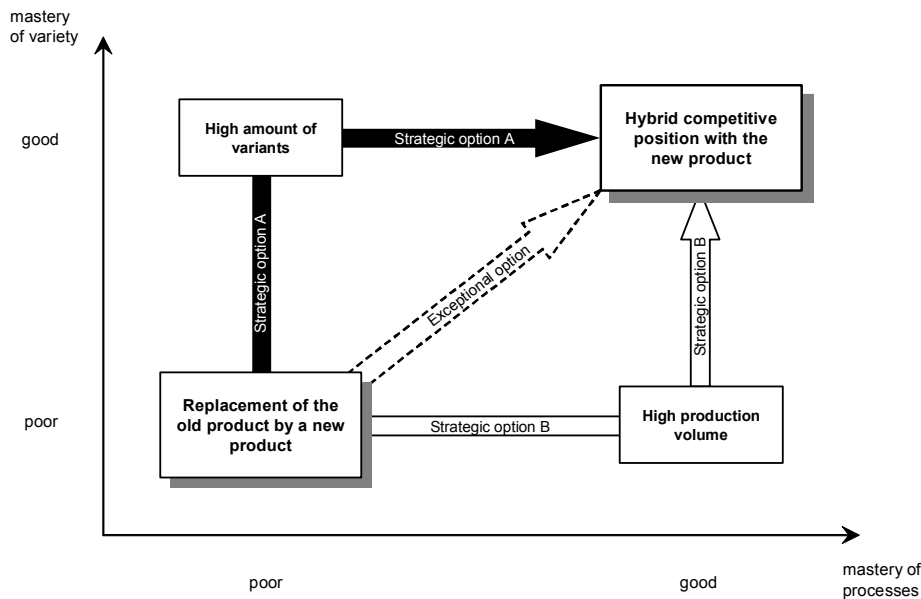 mastery
of variety
good
High amount of
variants
Strategic option A
Hybrid competitive
position with the
new product
Strategic option A
Exceptional option
Strategic option B
poor
Replacement of the
old product by a new
product
Strategic option B
High production
volume
poor
good
mastery of
processes